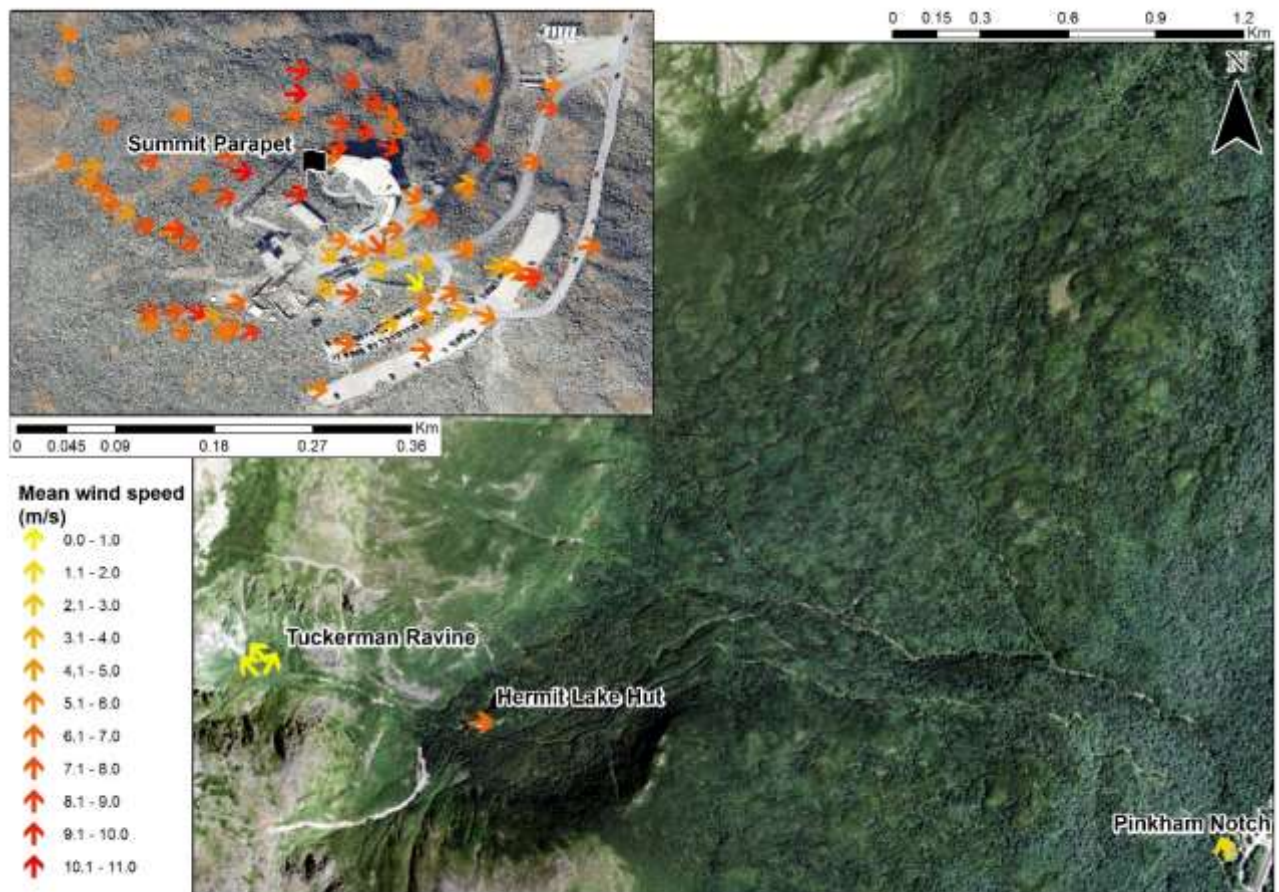 0 0.15 0.3 0.6 0.9 1.2
Km
N
Summit Parapet
Km
0 0.045 0.09 0.18 0.27 0.36
Mean wind speed
(m/s)
0.0 - 1.0
1.1 - 2.0
2.1 - 3.0
3.1 - 4.0
4.1 - 5.0
5.1 - 6.0
6.1 - 7.0
7.1 - 8.0
8.1 - 9.0
9.1 - 10.0
10.1 - 11.0
Tuckerman Ravine
Hermit Lake Hut
Pinkham Notch